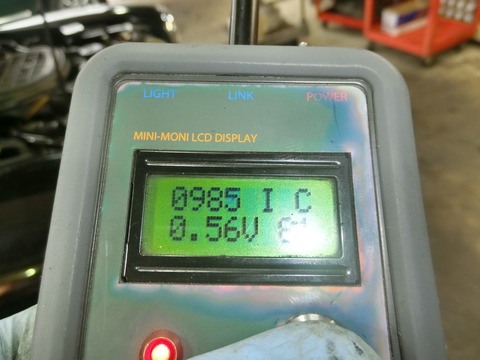 LIGHT LINK POWER
MINI-MONI LCD DISPLAY
0985 I C
0.56V